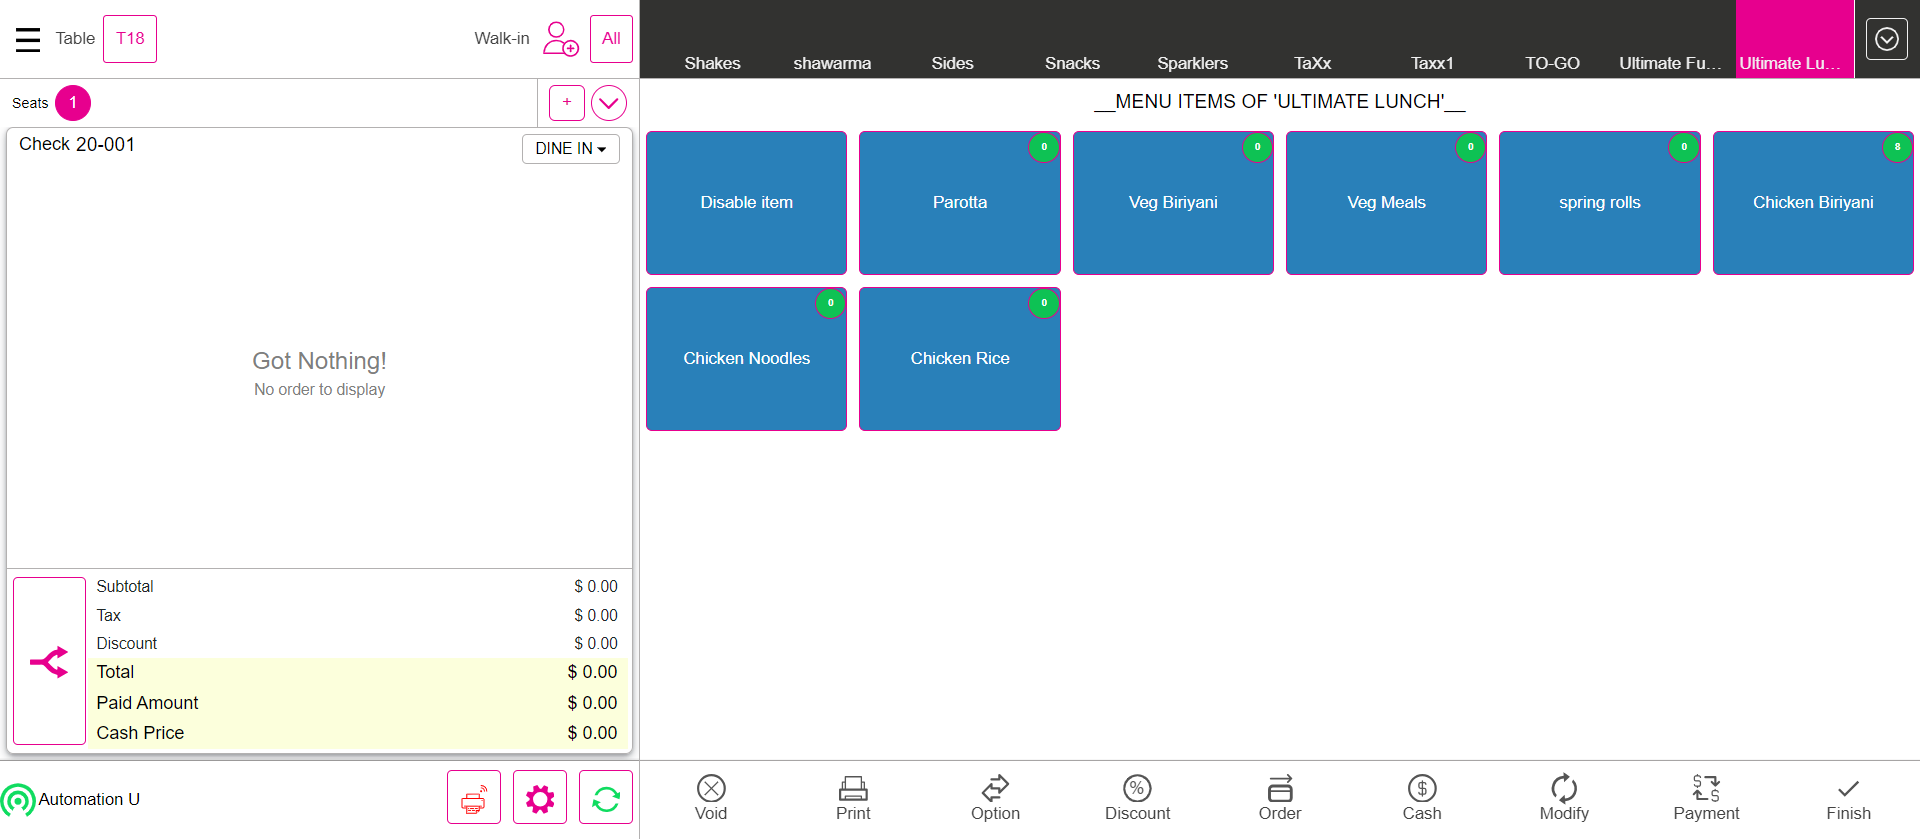 Table T18 Walk-in All
Shakes shawarma Sides Snacks Sparklers TaXx Taxx1 TO-GO Ultimate Fu... Ultimate Lu...
Seats 1 +
__MENU ITEMS OF 'ULTIMATE LUNCH'__
Check 20-001 DINE IN
Disable item
0 Parotta
0 Veg Biriyani
0 Veg Meals
0 spring rolls
8 Chicken Biriyani
0 Chicken Noodles
0 Chicken Rice
Got Nothing!
No order to display
Subtotal $ 0.00
Tax $ 0.00
Discount $ 0.00
Total $ 0.00
Paid Amount $ 0.00
Cash Price $ 0.00
Automation U
Void Print Option Discount Order Cash Modify Payment Finish